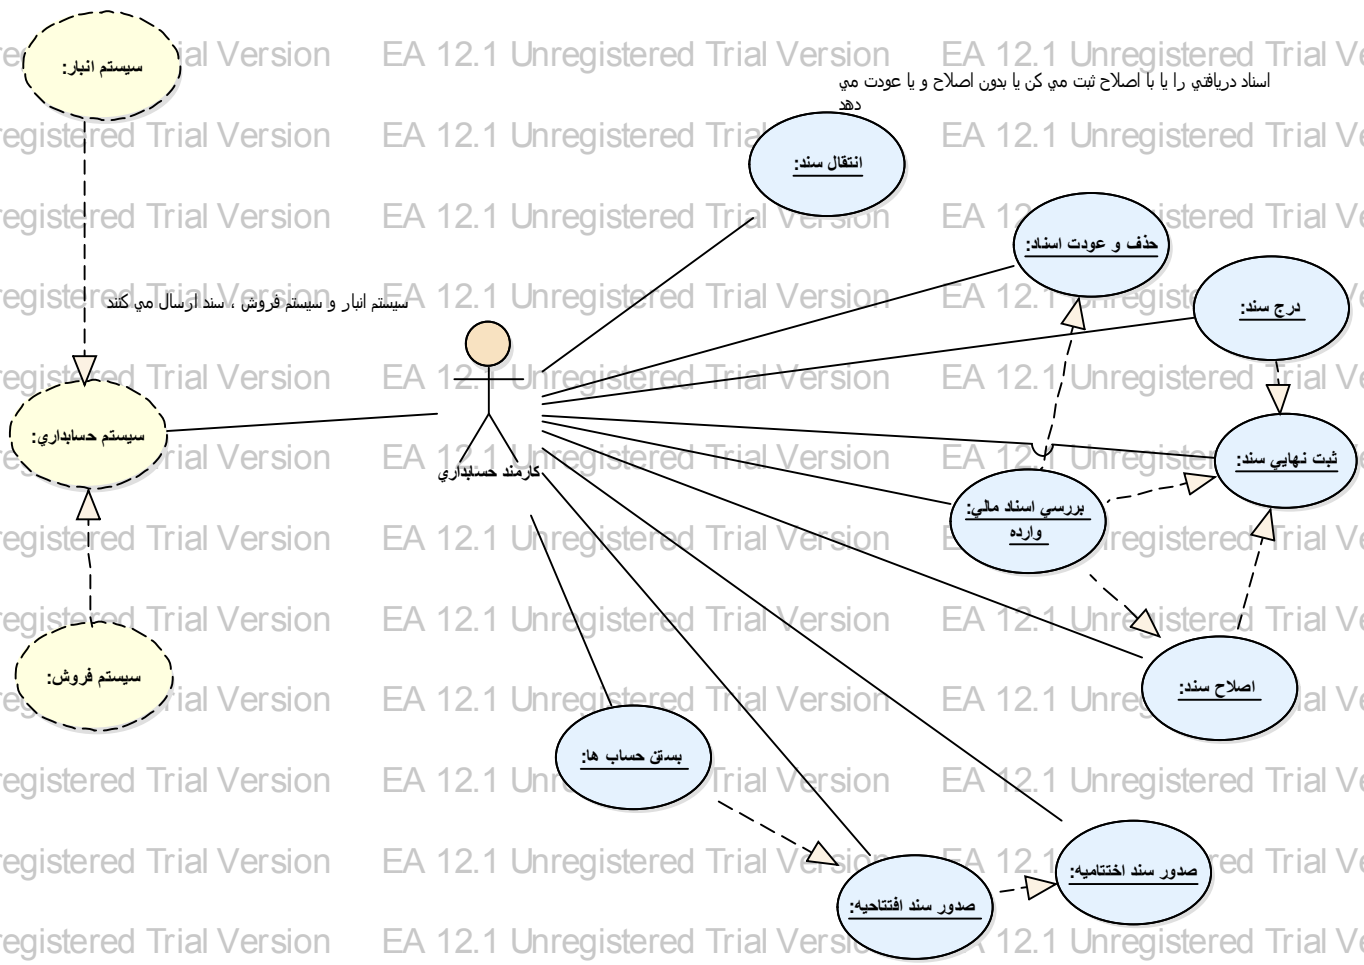 EA 12.1 Unregistered Trial Version
سيستم انبار:
اسناد دريافتي را يا با اصلاح ثبت مي كن يا بدون اصلاح و يا عودت مي
دهد
انتقال سند:
حذف و عودت اسناد:
سيستم انبار و سيستم فروش ، سند ارسال مي كنند
درج سند:
سيستم حسابداري:
كارمند حسابداري
ثبت نهايي سند:
بررسي اسناد مالي:
وارده
سيستم فروش:
اصلاح سند:
بستن حساب ها:
صدور سند اختتاميه:
صدور سند افتتاحيه: